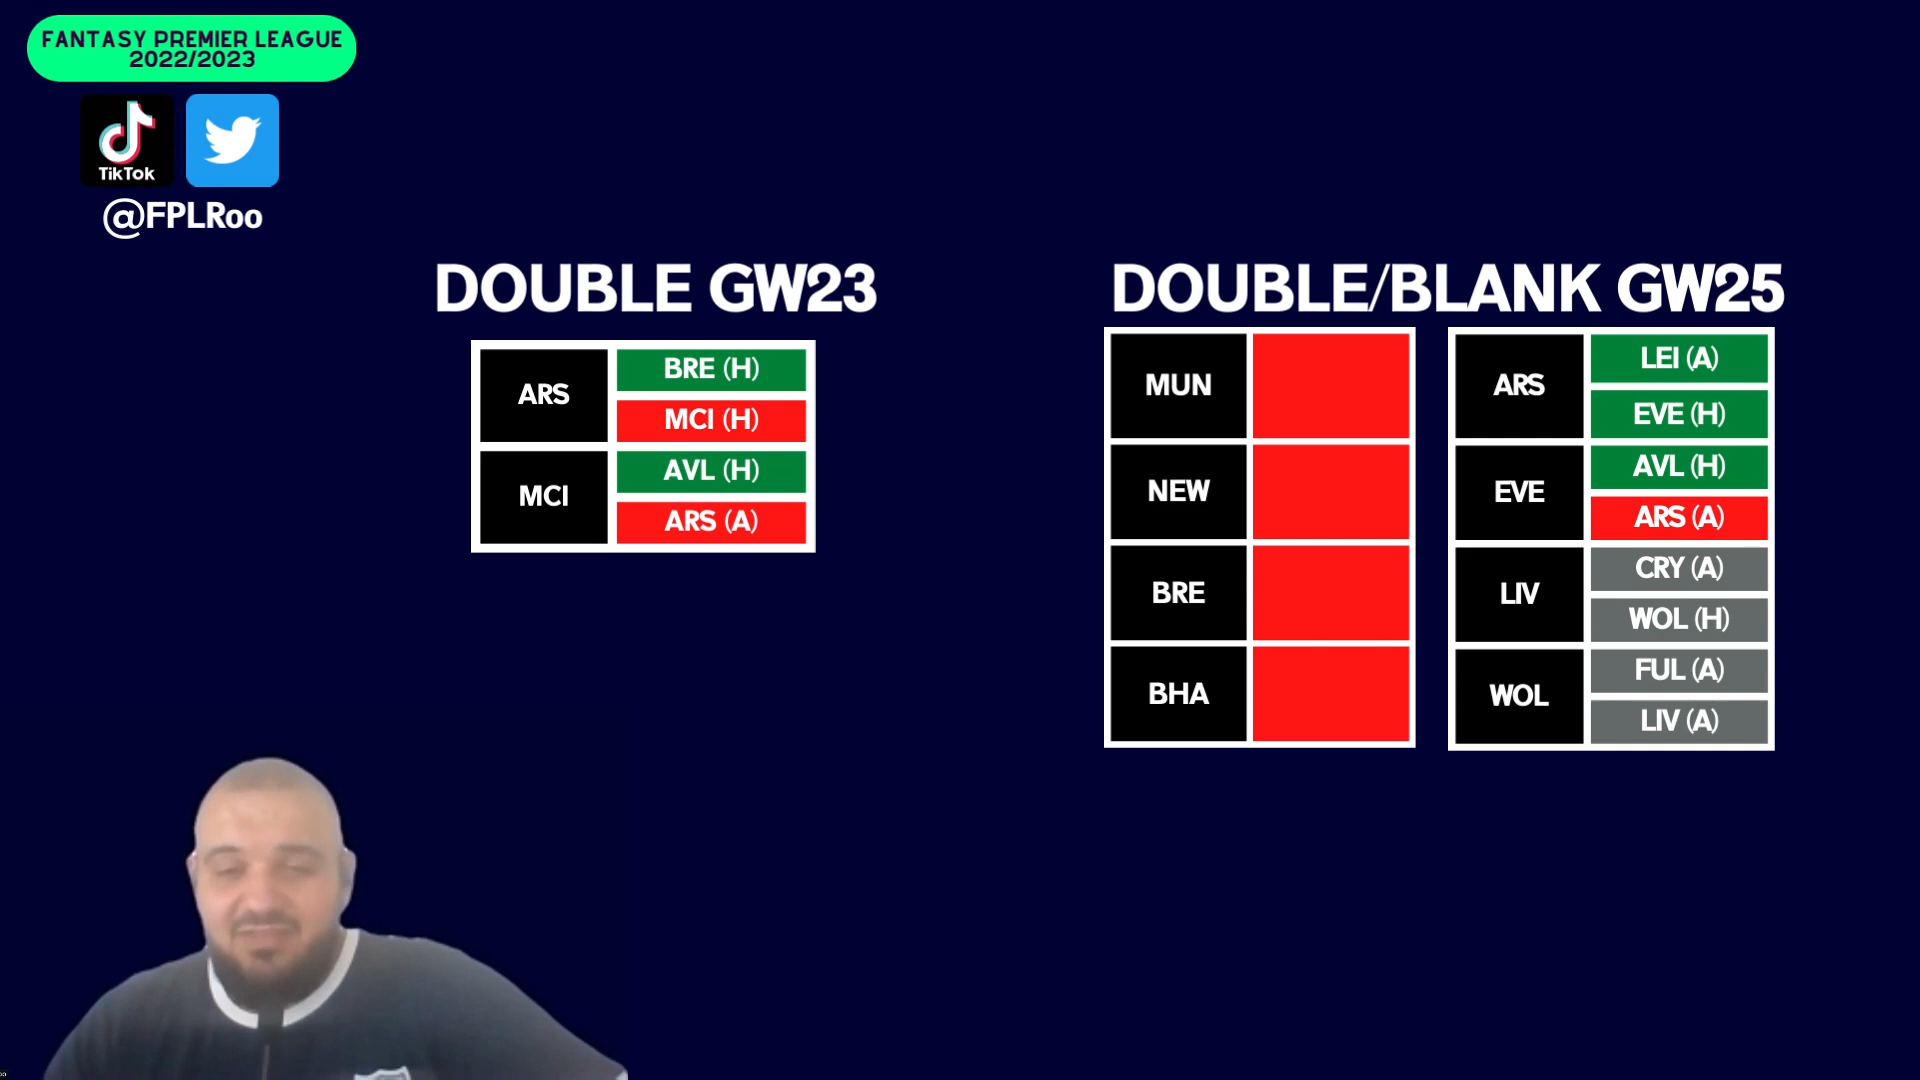 FANTASY PREMIER LEAGUE
2022/2023
TikTok
@FPLRoo
DOUBLE GW23
ARS
BRE (H)
MCI (H)
MCI
AVL (H)
ARS (A)
DOUBLE/BLANK GW25
MUN
NEW
BRE
BHA
ARS
LEI (A)
EVE (H)
EVE
AVL (H)
ARS (A)
LIV
CRY (A)
WOL (H)
WOL
FUL (A)
LIV (A)